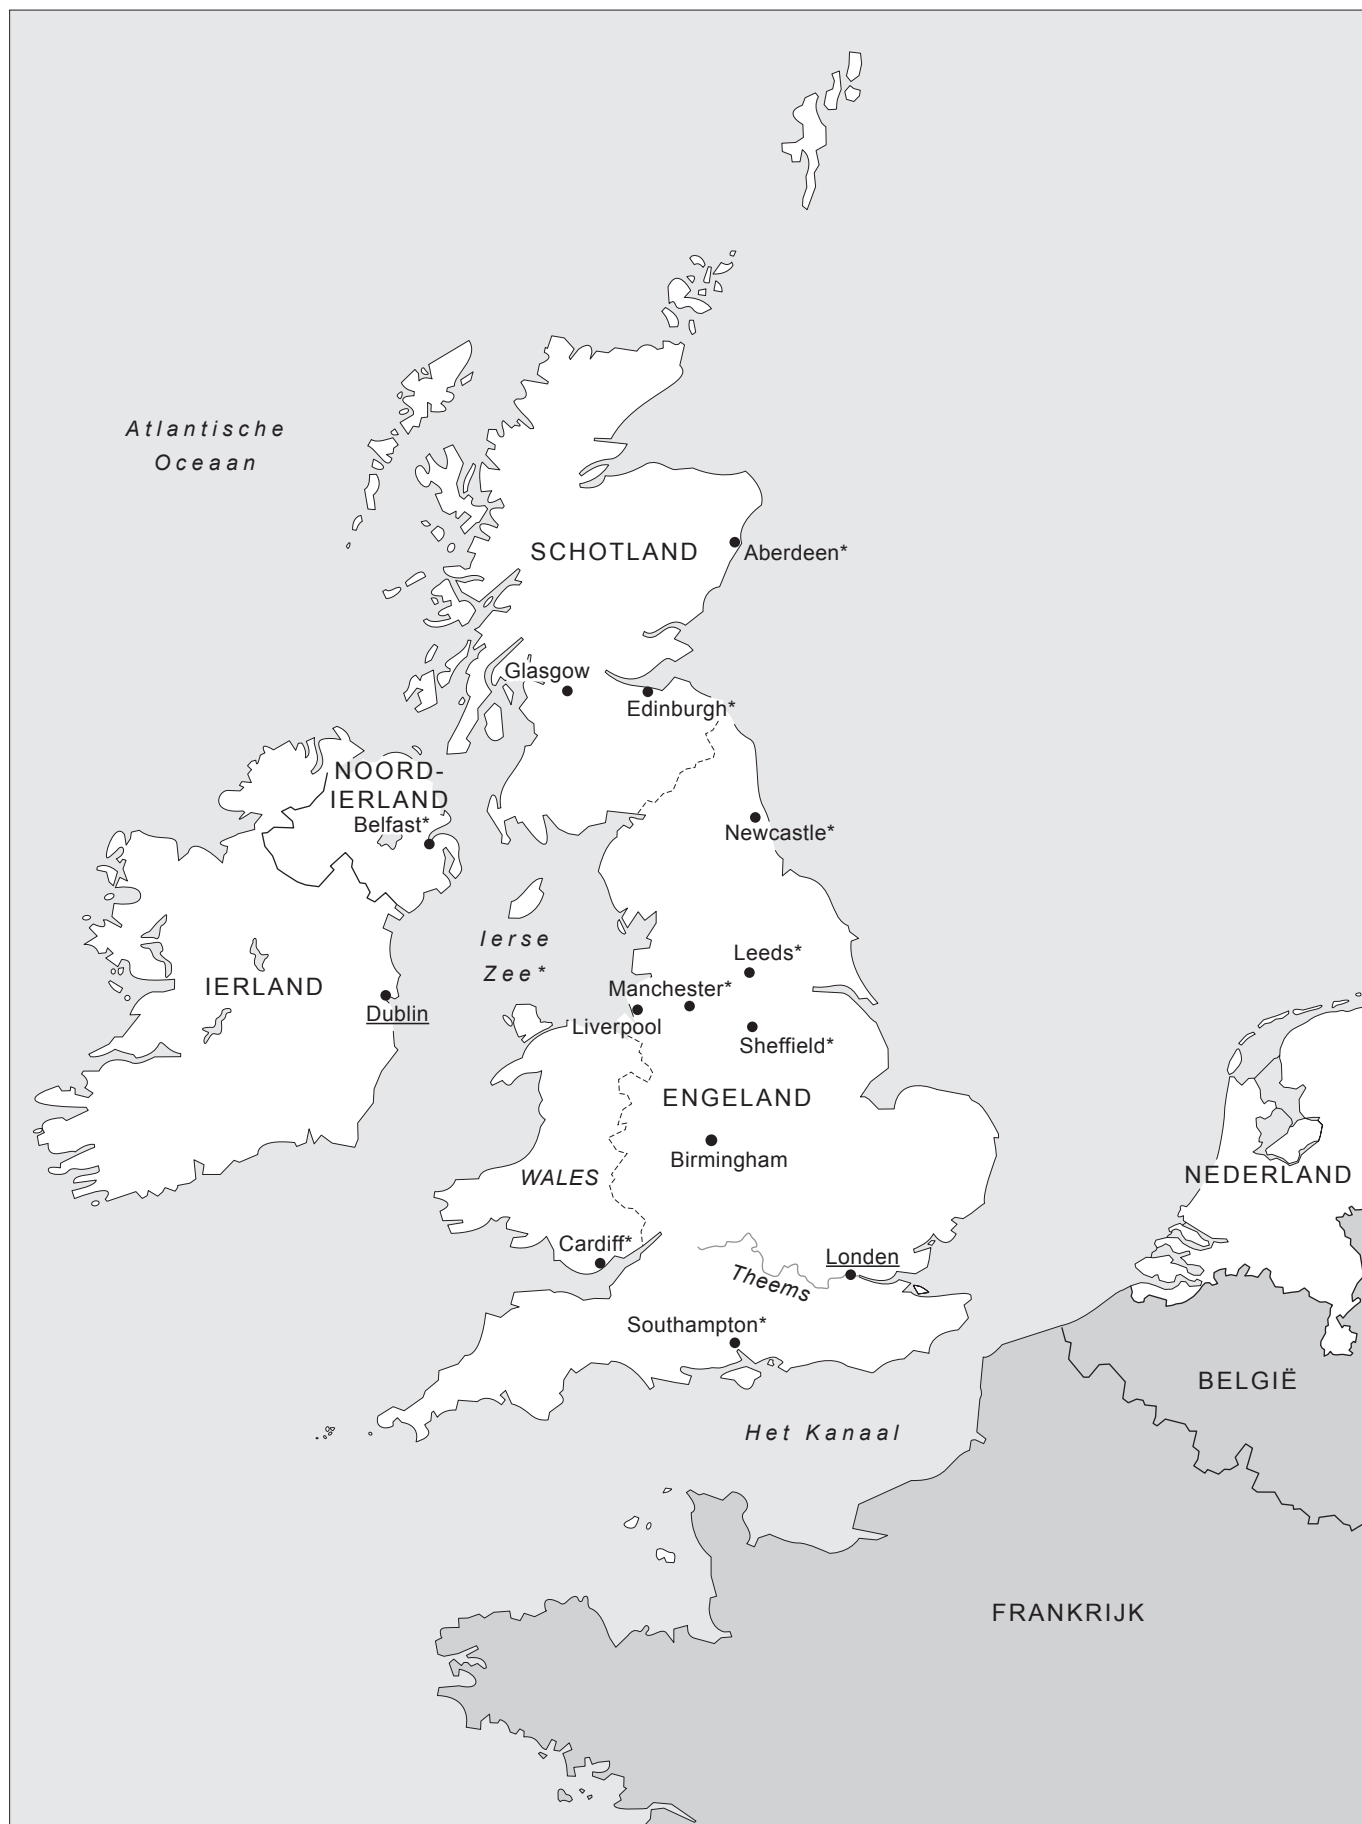 Atlantische
Oceaan
SCHOTLAND
Aberdeen*
Glasgow
Edinburgh*
NOORD-
IERLAND
Belfast*
Newcastle*
Ierse
Zee*
Leeds*
IERLAND
Manchester*
Dublin
Liverpool
Sheffield*
ENGELAND
Birmingham
WALES
NEDERLAND
Cardiff*
Londen
Theems
Southampton*
BELGIË
Het Kanaal
FRANKRIJK